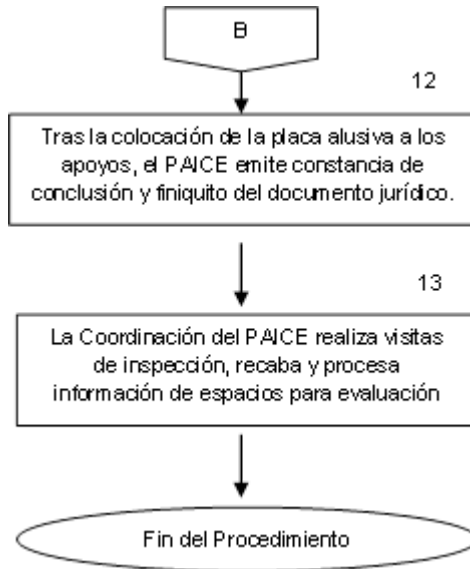 B
12
Tras la colocación de la placa alusiva a los
apoyos, el PAICE emite constancia de
conclusión y finiquito del documento jurídico.
13
La Coordinación del PAICE realiza visitas
de inspección, recaba y procesa
información de espacios para evaluación
Fin del Procedimiento